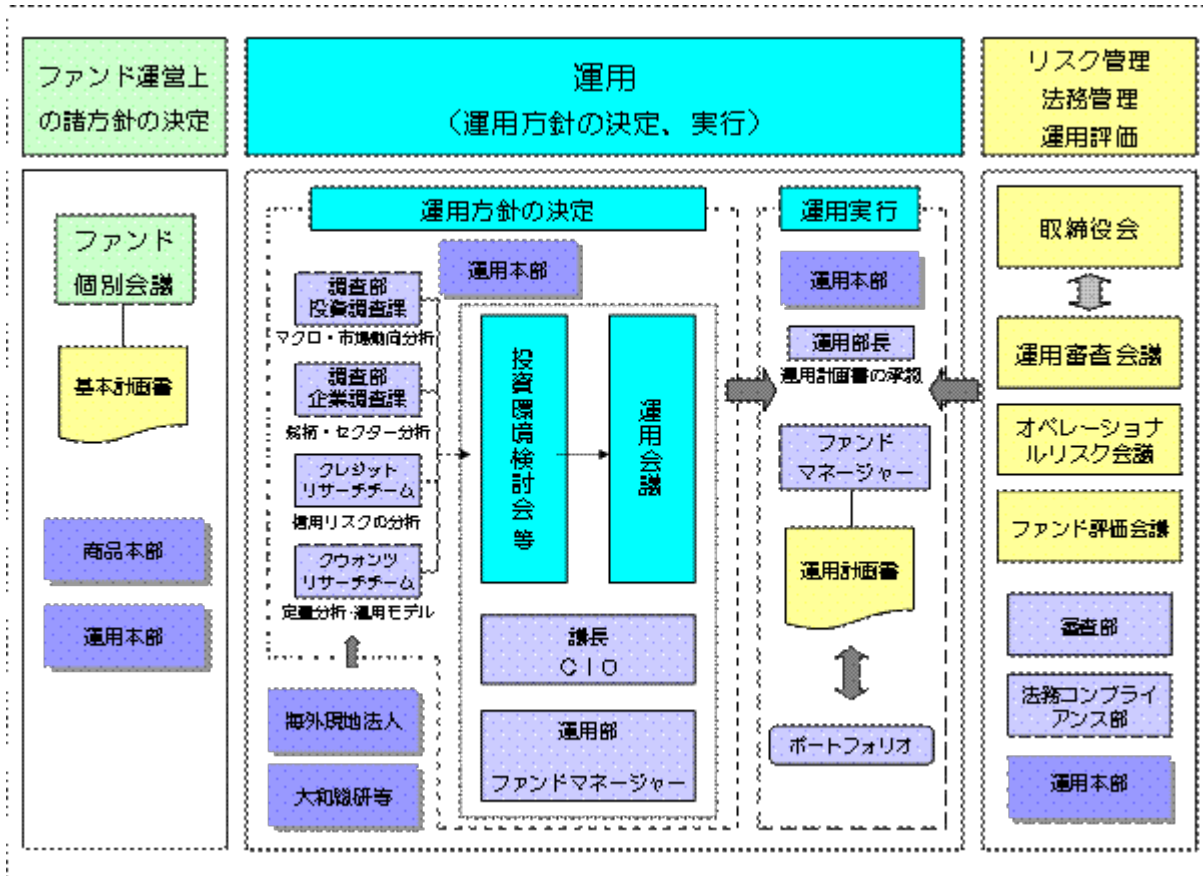 ファンド運営上
の諸方針の決定
運用
（運用方針の決定、実行）
リスク管理
法務管理
運用評価
ファンド
個別会議
基本計画書
商品本部
運用本部
運用方針の決定
運用本部
調査部
投資調査課
マクロ・市場動向分析
調査部
企業調査課
銘柄・セクター分析
クレジット
リサーチチーム
信用リスクの分析
クウォンツ
リサーチチーム
定量分析・運用モデル
海外現地法人
大和総研等
投資環境検討会 等
運用会議
議長
CIO
運用部
ファンドマネージャー
運用実行
運用本部
運用部長
運用計画書の承認
ファンド
マネージャー
運用計画書
ポートフォリオ
取締役会
運用審査会議
オペレーショナ
ルリスク会議
ファンド評価会議
審査部
法務コンプライ
アンス部
運用本部